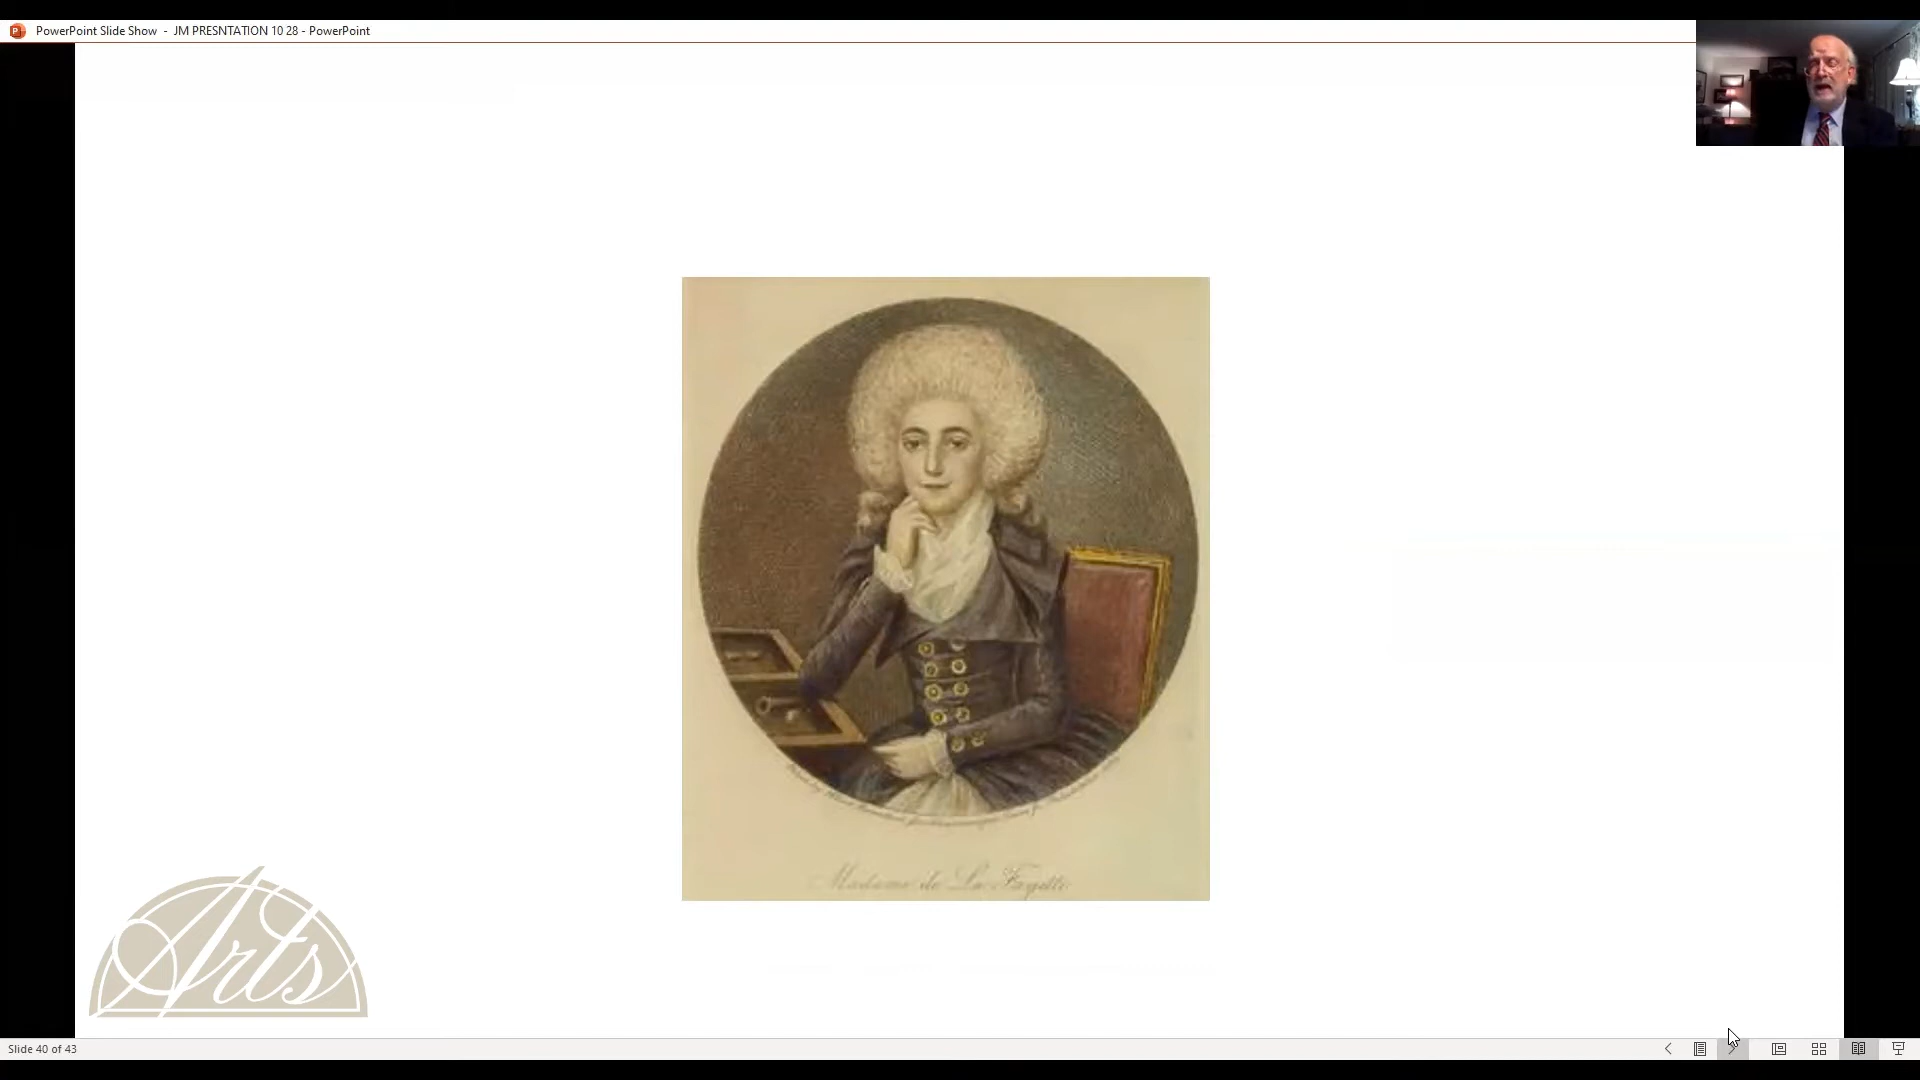 PowerPoint Slide Show - JM PRESNTATION 10 28 - PowerPoint
Madame de La Fayette
Arts
Slide 40 of 43